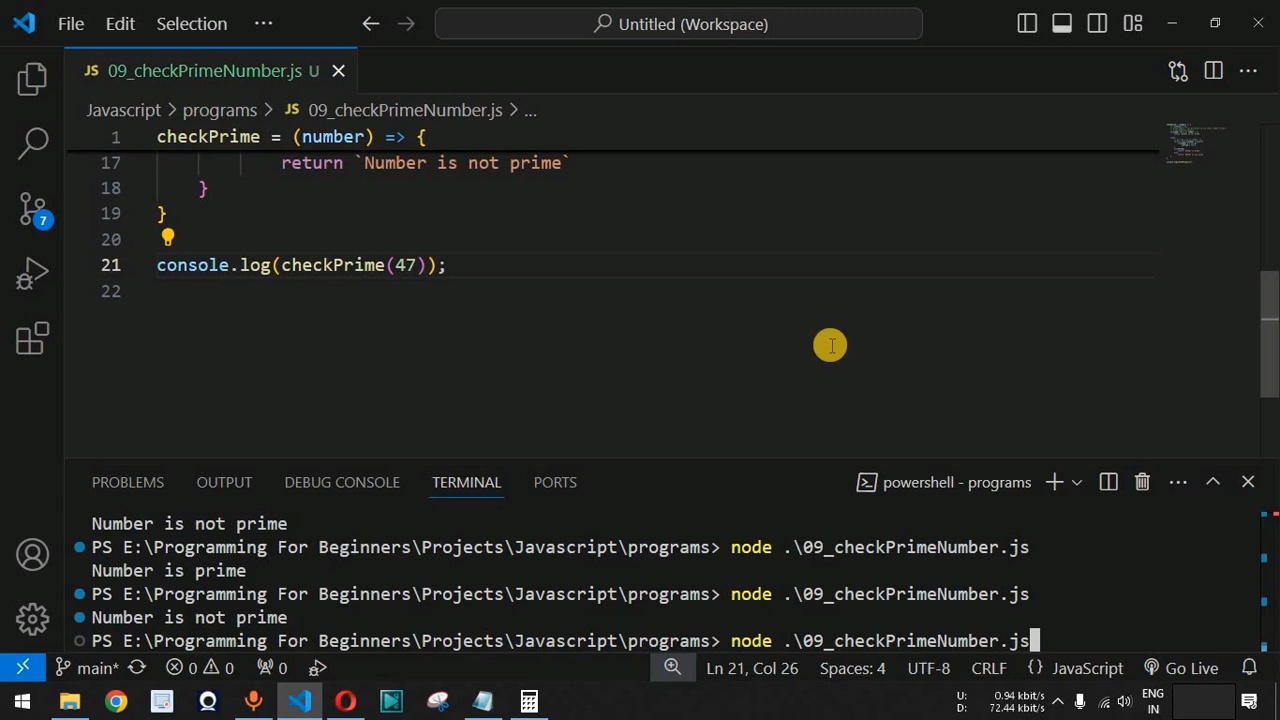 File Edit Selection ··· Untitled (Workspace)
JS 09_checkPrimeNumber.js U
Javascript > programs > JS 09_checkPrimeNumber.js > ...
1 checkPrime = (number) => {
17 return `Number is not prime`
18 }
19 }
20
21 console.log(checkPrime(47));
22
7
PROBLEMS OUTPUT DEBUG CONSOLE TERMINAL PORTS powershell - programs
Number is not prime
PS E:\Programming For Beginners\Projects\Javascript\programs> node .\09_checkPrimeNumber.js
Number is prime
PS E:\Programming For Beginners\Projects\Javascript\programs> node .\09_checkPrimeNumber.js
Number is not prime
PS E:\Programming For Beginners\Projects\Javascript\programs> node .\09_checkPrimeNumber.js
main* 0 0 0 Ln 21, Col 26 Spaces: 4 UTF-8 CRLF {} JavaScript Go Live
U: 0.94 kbit/s ENG
D: 72.44 kbit/s IN